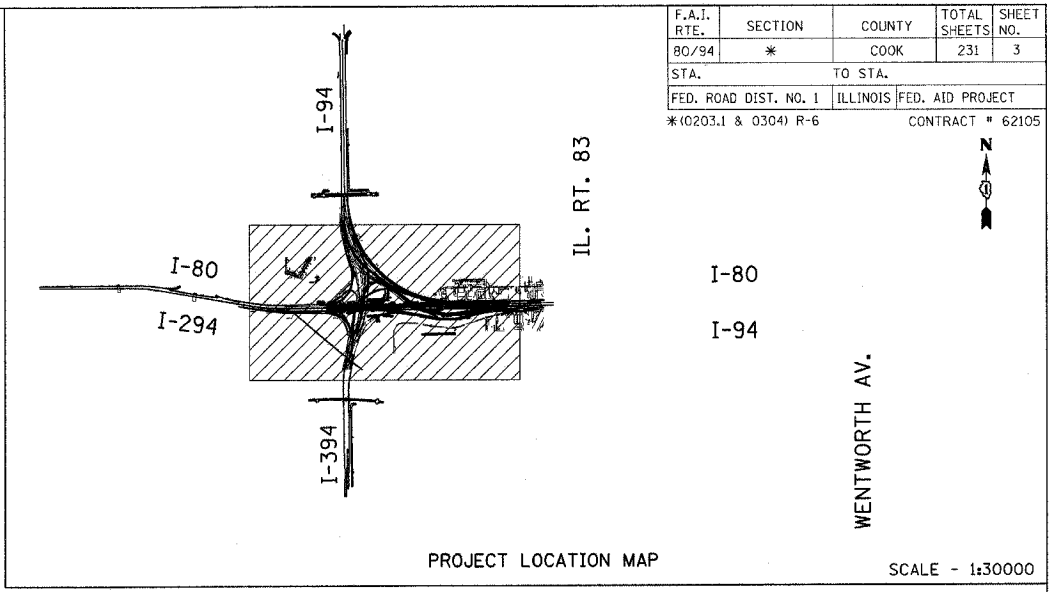 F.A.I. RTE. SECTION COUNTY TOTAL SHEETS SHEET NO.
80/94 * COOK 231 3
STA. TO STA.
FED. ROAD DIST. NO. 1 ILLINOIS FED. AID PROJECT
*(0203.1 & 0304) R-6 CONTRACT # 62105
N
I-94
IL. RT. 83
I-80
I-294
I-80
I-94
I-394
WENTWORTH AV.
PROJECT LOCATION MAP
SCALE - 1:30000